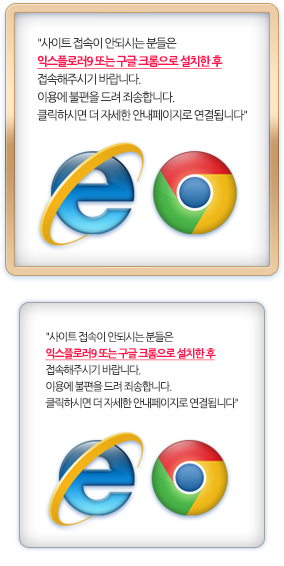 "사이트 접속이 안되시는 분들은
익스플로러9 또는 구글 크롬으로 설치한 후
접속해주시기 바랍니다.
이용에 불편을 드려 죄송합니다.
클릭하시면 더 자세한 안내페이지로 연결됩니다"
"사이트 접속이 안되시는 분들은
익스플로러9 또는 구글 크롬으로 설치한 후
접속해주시기 바랍니다.
이용에 불편을 드려 죄송합니다.
클릭하시면 더 자세한 안내페이지로 연결됩니다"